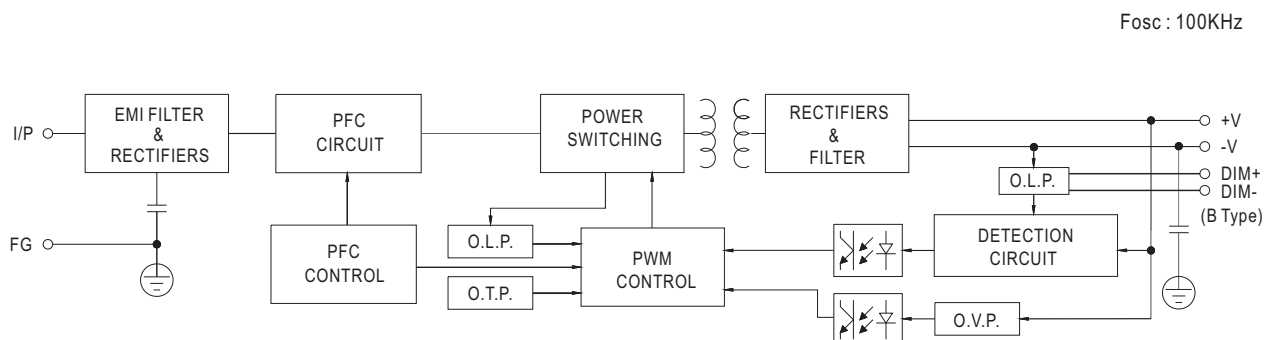 Fosc : 100KHz
I/P
EMI FILTER
&
RECTIFIERS
PFC
CIRCUIT
POWER
SWITCHING
RECTIFIERS
&
FILTER
+V
-V
DIM+
DIM-
(B Type)
O.L.P.
FG
PFC
CONTROL
O.L.P.
O.T.P.
PWM
CONTROL
DETECTION
CIRCUIT
O.V.P.